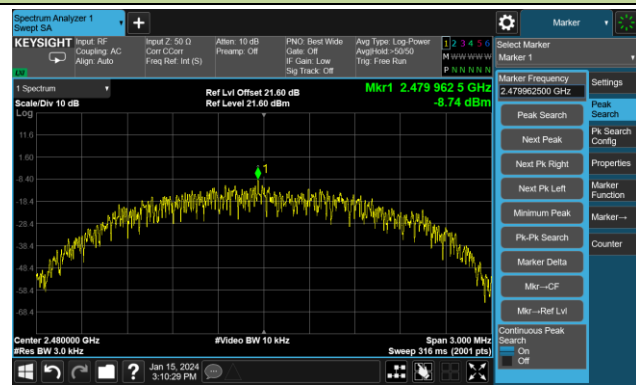 Spectrum Analyzer 1
Swept SA
Marker
KEYSIGHT
Input: RF
Coupling: AC
Align: Auto
Input Z: 50 Ω
Corr CCorr
Freq Ref: Int (S)
Atten: 10 dB
Preamp: Off
PNO: Best Wide
Gate: Off
IF Gain: Low
Sig Track: Off
Avg Type: Log-Power
Avg|Hold:>50/50
Trig: Free Run
1 2 3 4 5 6
M W W W W W
P N N N N N
Select Marker
Marker 1
LU
1 Spectrum
Scale/Div 10 dB
Log
Ref Lvl Offset 21.60 dB
Ref Level 21.60 dBm
Mkr1 2.479 962 5 GHz
-8.74 dBm
11.6
1.60
-8.40
-18.4
-28.4
-38.4
-48.4
-58.4
-68.4
1
Center 2.480000 GHz
#Res BW 3.0 kHz
#Video BW 10 kHz
Span 3.000 MHz
Sweep 316 ms (2001 pts)
Marker Frequency
2.479962500 GHz
Peak Search
Next Peak
Next Pk Right
Next Pk Left
Minimum Peak
Pk-Pk Search
Marker Delta
Mkr→CF
Mkr→Ref Lvl
Continuous Peak
Search
On
Off
Settings
Peak
Search
Pk Search
Config
Properties
Marker
Function
Marker→
Counter
?
Jan 15, 2024
3:10:29 PM